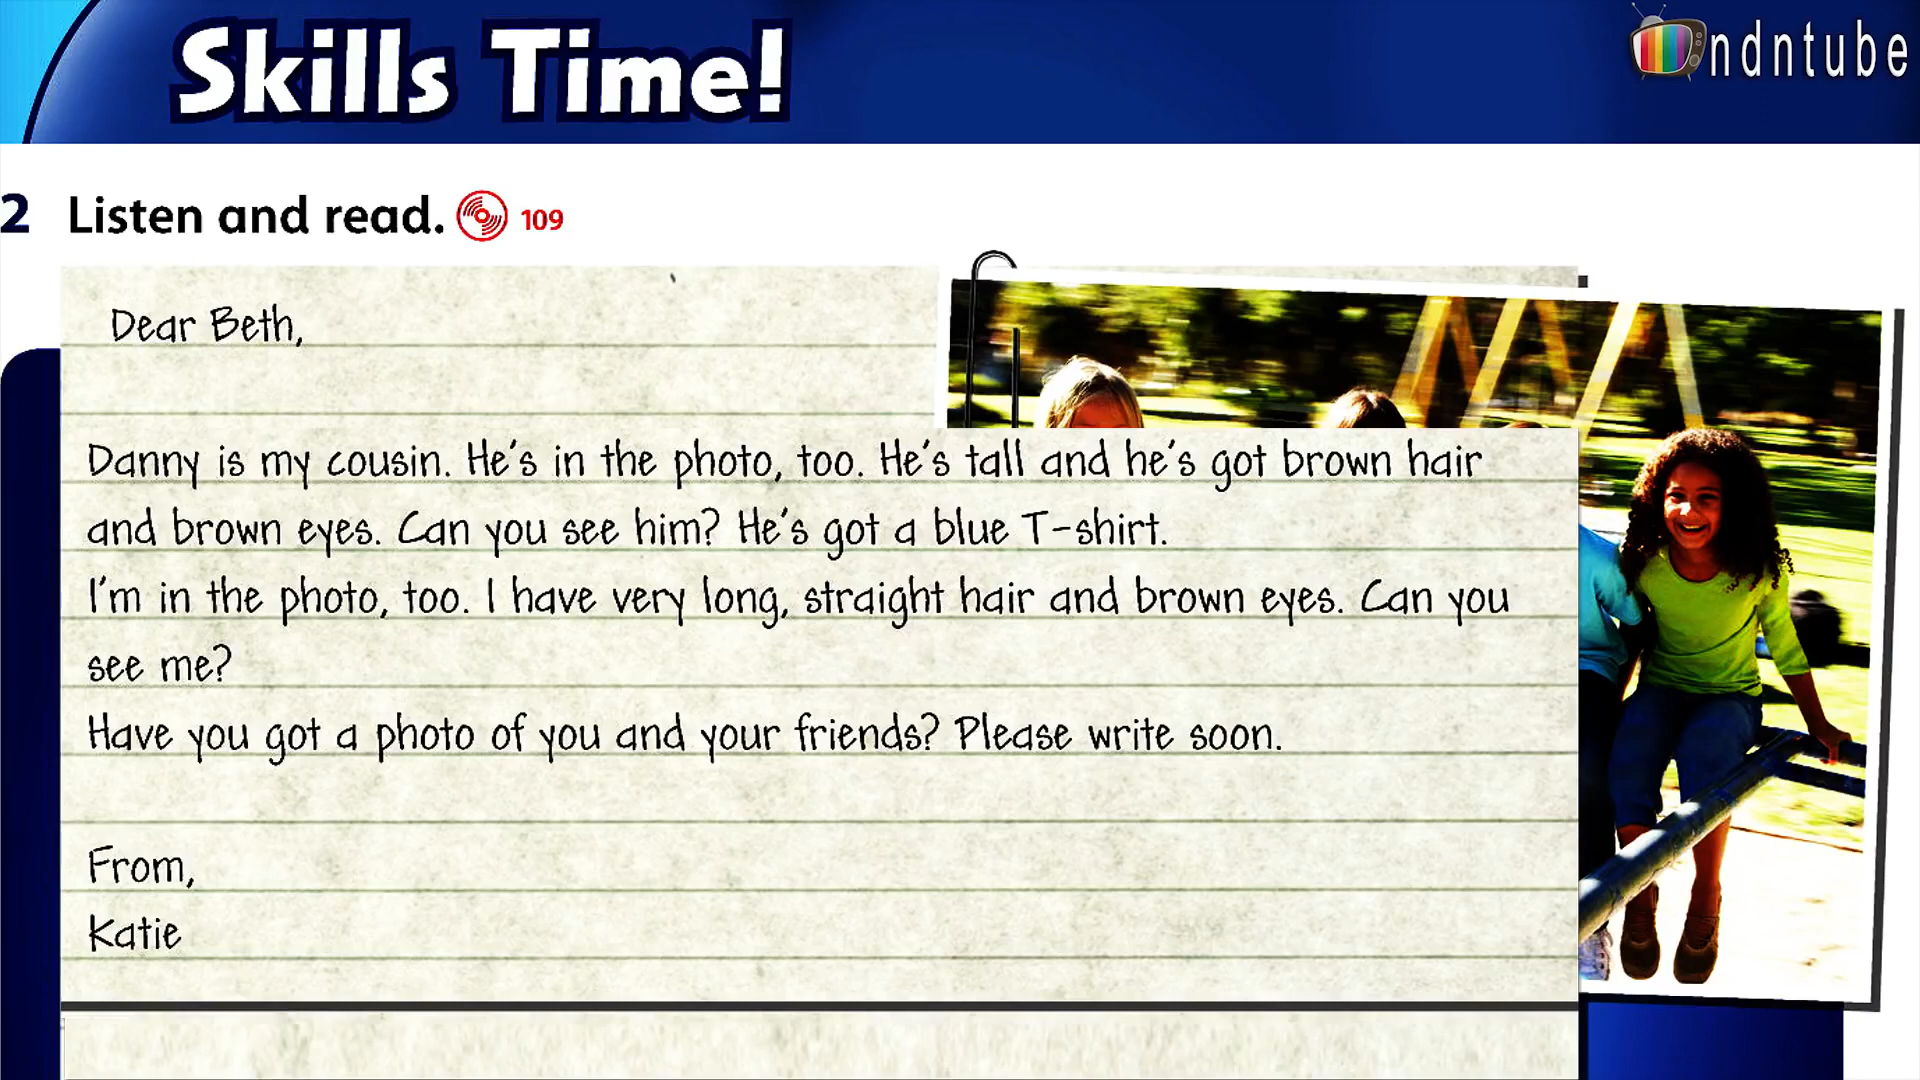 Skills Time!
ndntube
2 Listen and read. 109
Dear Beth,
Danny is my cousin. He's in the photo, too. He's tall and he's got brown hair
and brown eyes. Can you see him? He's got a blue T-shirt.
I'm in the photo, too. I have very long, straight hair and brown eyes. Can you
see me?
Have you got a photo of you and your friends? Please write soon.
From,
Katie